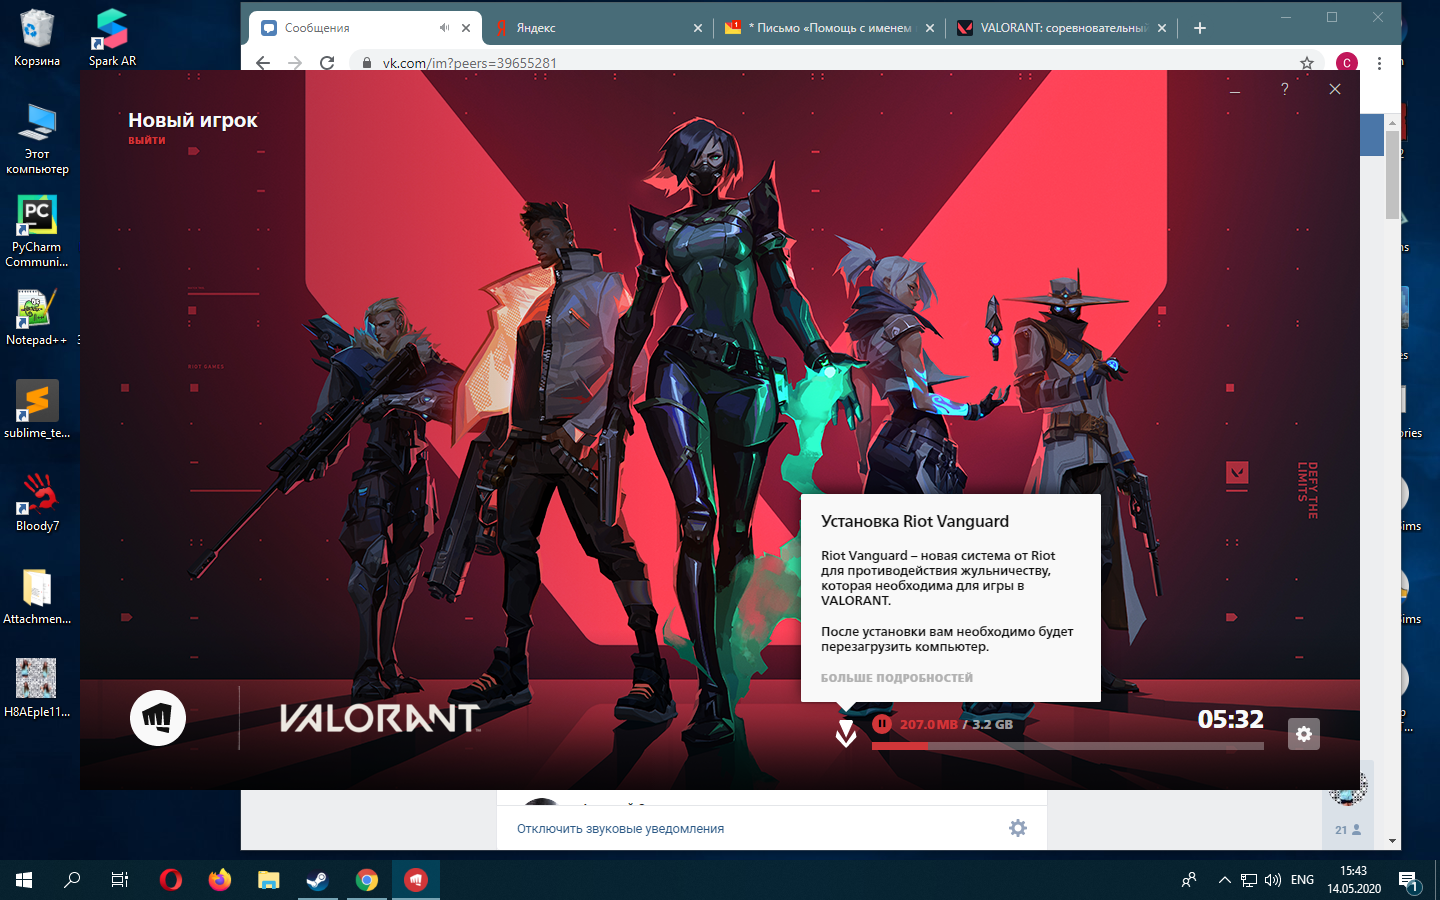 Корзина
Spark AR
Этот
компьютер
PyCharm
Communi...
Notepad++
sublime_te...
Bloody7
Attachmen...
H8AEple11...
Сообщения
Яндекс
* Письмо «Помощь с именем
VALORANT: соревновательный
vk.com/im?peers=39655281
C
Новый игрок
ВЫЙТИ
RIOT GAMES
DEFY THE
LIMITS
Установка Riot Vanguard
Riot Vanguard – новая система от Riot
для противодействия жульничеству,
которая необходима для игры в
VALORANT.
После установки вам необходимо будет
перезагрузить компьютер.
БОЛЬШЕ ПОДРОБНОСТЕЙ
VALORANT
207.0 MB / 3.2 GB
05:32
Отключить звуковые уведомления
21
ENG
15:43
14.05.2020
1